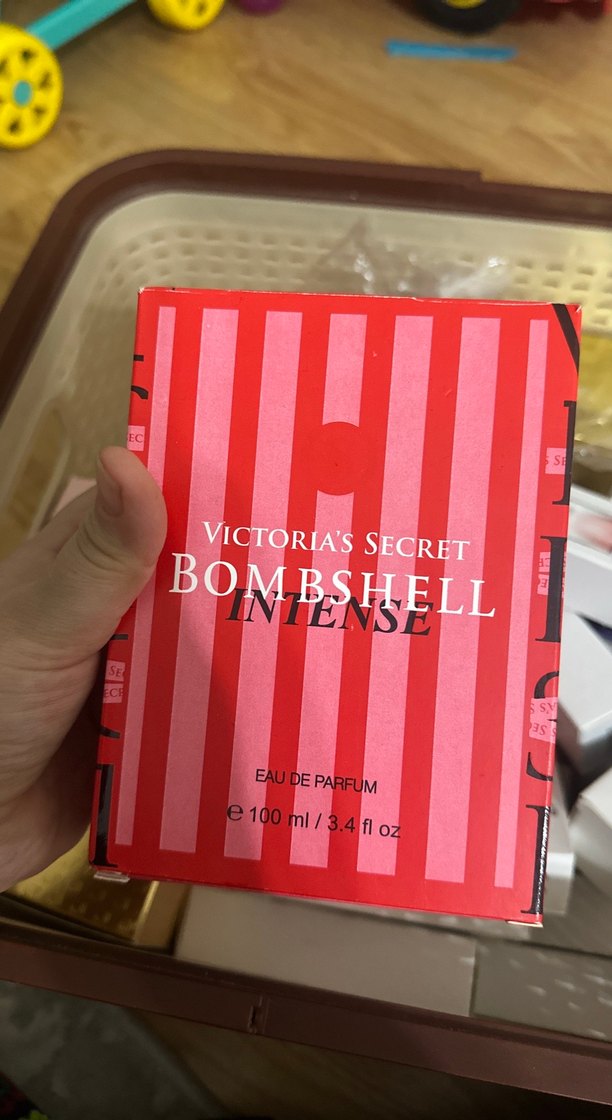 VICTORIA'S SECRET
BOMBSHELL
INTENSE
EAU DE PARFUM
℮ 100 ml / 3.4 fl oz